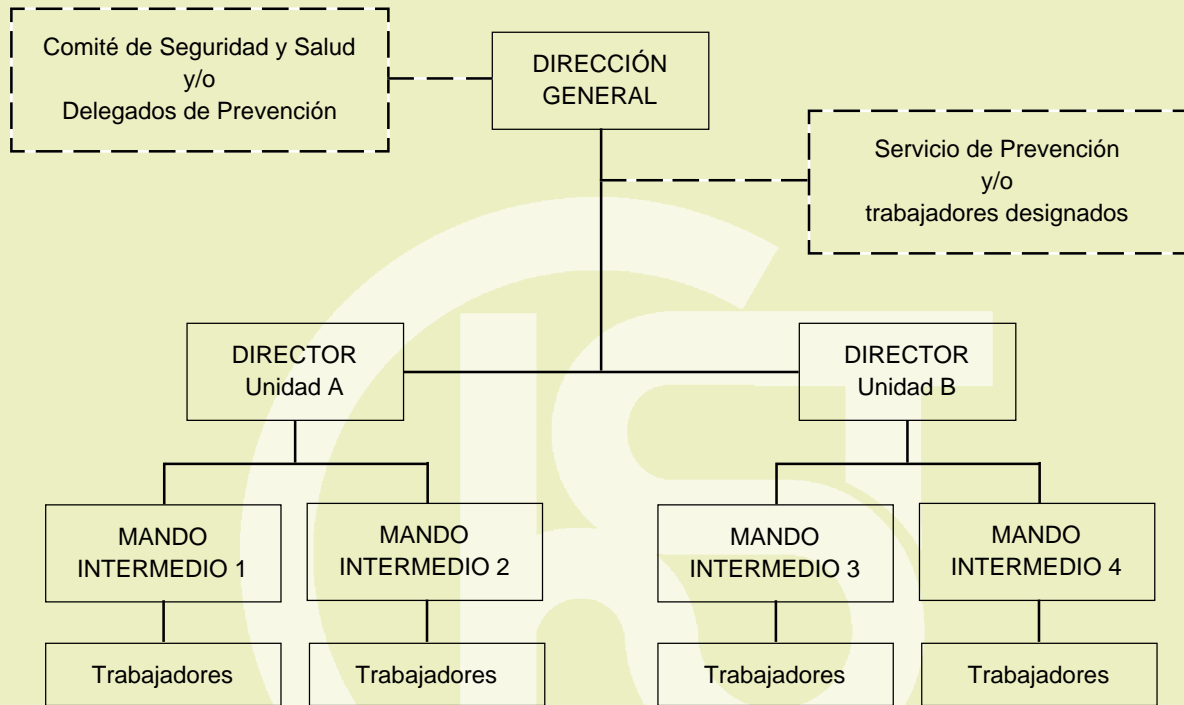 Comité de Seguridad y Salud
y/o
Delegados de Prevención
DIRECCIÓN
GENERAL
Servicio de Prevención
y/o
trabajadores designados
DIRECTOR
Unidad A
DIRECTOR
Unidad B
MANDO
INTERMEDIO 1
MANDO
INTERMEDIO 2
MANDO
INTERMEDIO 3
MANDO
INTERMEDIO 4
Trabajadores
Trabajadores
Trabajadores
Trabajadores